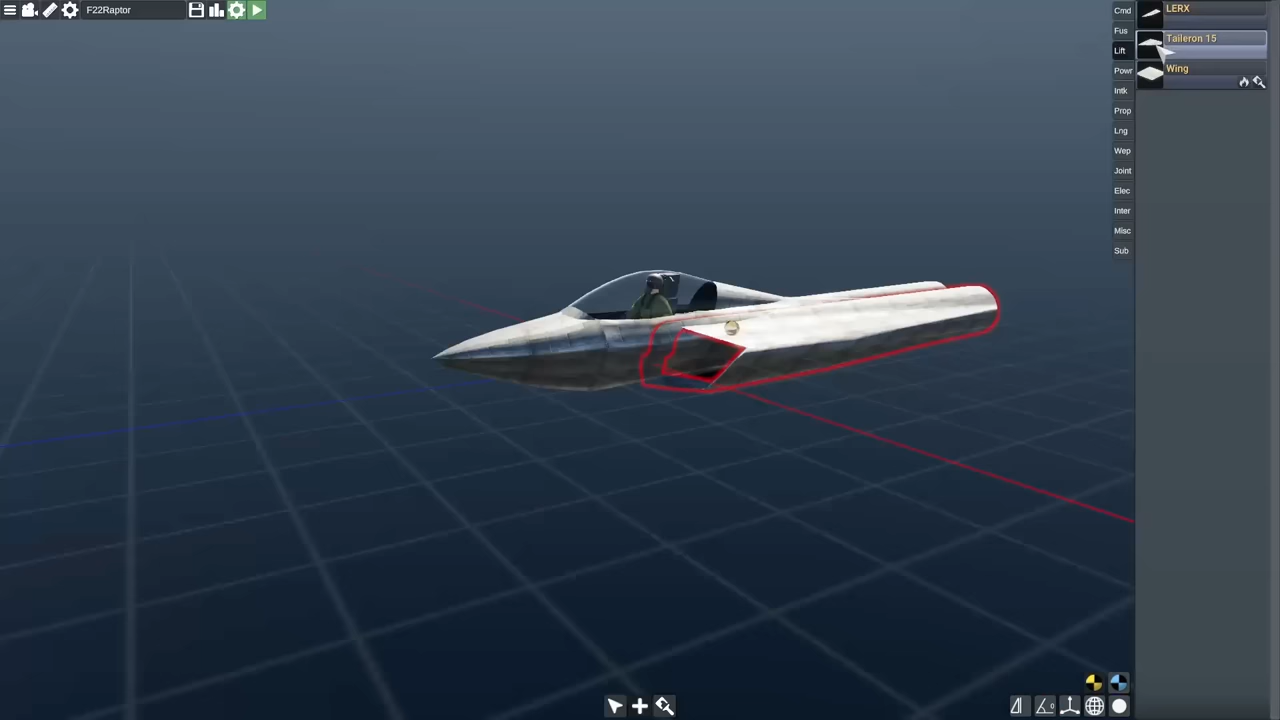 F22Raptor
Cmd
Fus
Lift
Powr
Intk
Prop
Lng
Wep
Joint
Elec
Inter
Misc
Sub
LERX
Taileron 15
Wing